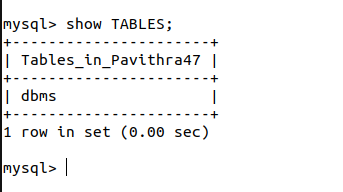 mysql> show TABLES;
+----------------------+
| Tables_in_Pavithra47 |
+----------------------+
| dbms                 |
+----------------------+
1 row in set (0.00 sec)
mysql>